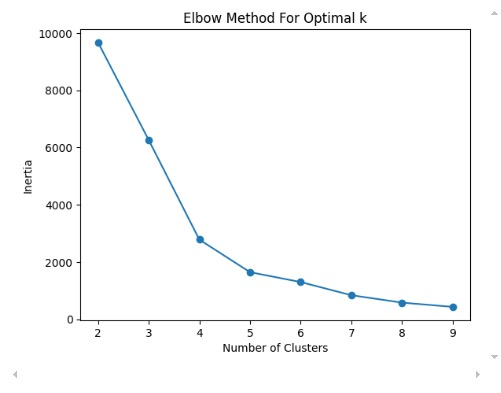 Elbow Method For Optimal k
10000
8000
6000
4000
2000
0
Inertia
2 3 4 5 6 7 8 9
Number of Clusters